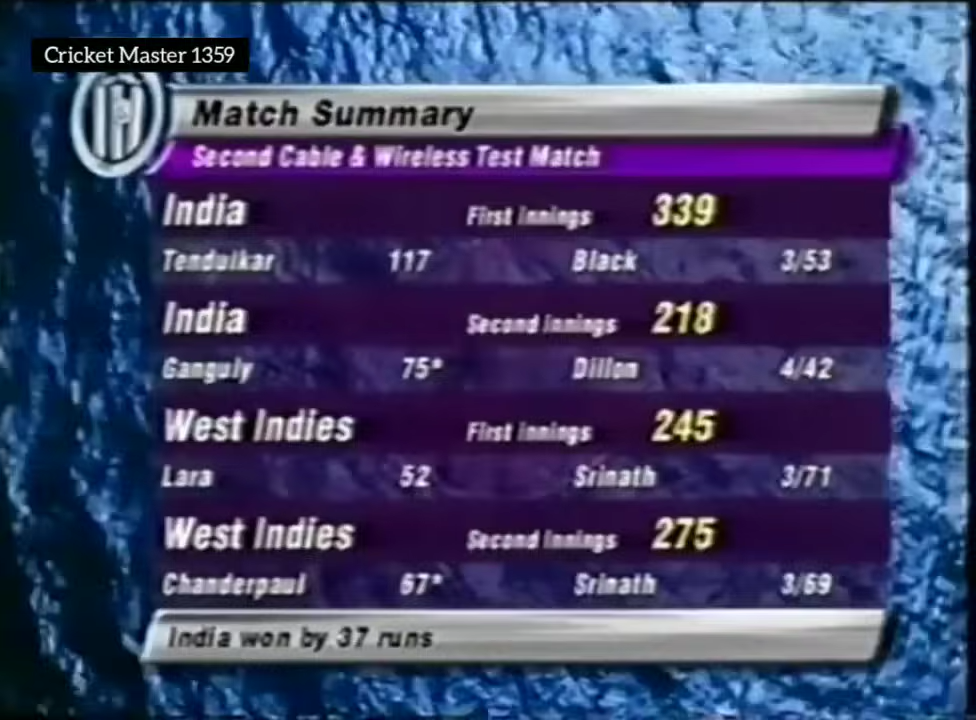 Cricket Master 1359
Match Summary
Second Cable & Wireless Test Match
India First Innings 339
Tendulkar 117 Black 3/53
India Second Innings 218
Ganguly 75* Dillon 4/42
West Indies First Innings 245
Lara 52 Srinath 3/71
West Indies Second Innings 275
Chanderpaul 67* Srinath 3/69
India won by 37 runs